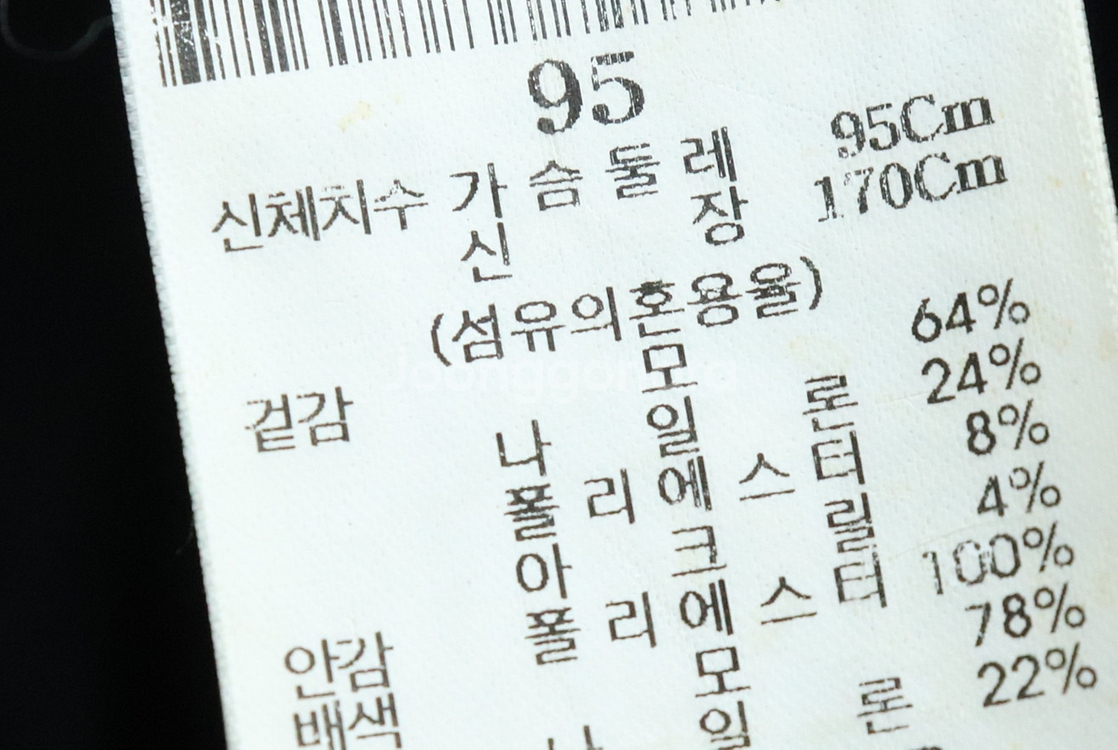 95
신체치수 가슴둘레 95Cm
신장 170Cm
(섬유의혼용율)
겉감 모 64%
나일론 24%
폴리에스터 8%
아크릴 4%
안감 폴리에스터 100%
배색 모 78%
나일론 22%
Joonggonara